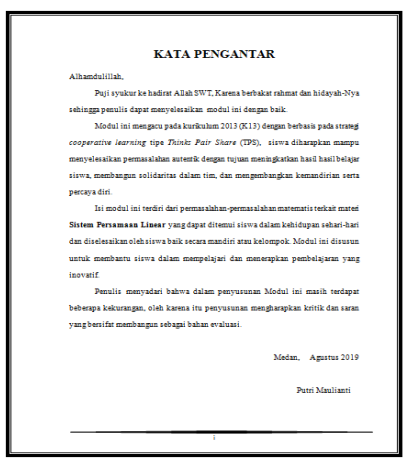 KATA PENGANTAR
Alhamdulillah,
Puji syukur ke hadirat Allah SWT, Karena berbakat rahmat dan hidayah-Nya
sehingga penulis dapat menyelesaikan modul ini dengan baik.
Modul ini mengacu pada kurikulum 2013 (K13) dengan berbasis pada strategi
cooperative learning tipe Thinks Pair Share (TPS), siswa diharapkan mampu
menyelesaikan permasalahan autentik dengan tujuan meningkatkan hasil hasil belajar
siswa, membangun solidaritas dalam tim, dan mengembangkan kemandirian serta
percaya diri.
Isi modul ini terdiri dari permasalahan-permasalahan matematis terkait materi
Sistem Persamaan Linear yang dapat ditemui siswa dalam kehidupan sehari-hari
dan diselesaikan oleh siswa baik secara mandiri atau kelompok. Modul ini disusun
untuk membantu siswa dalam mempelajari dan menerapkan pembelajaran yang
inovatif.
Penulis menyadari bahwa dalam penyusunan Modul ini masih terdapat
beberapa kekurangan, oleh karena itu penyusunan mengharapkan kritik dan saran
yang bersifat membangun sebagai bahan evaluasi.
Medan, Agustus 2019
Putri Maulianti
i